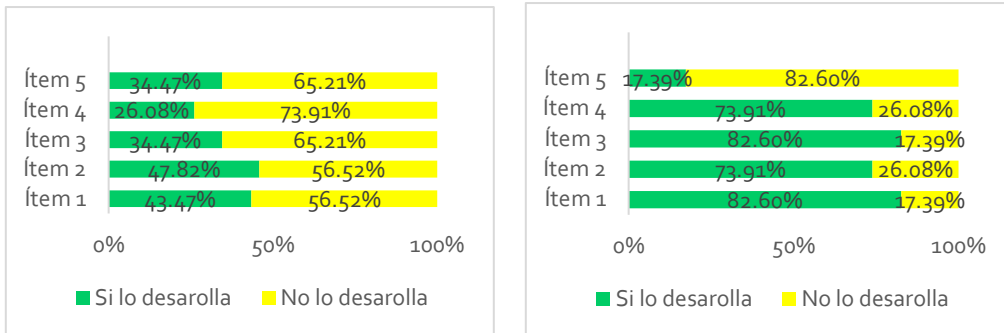 Ítem 5 34.47% 65.21%
Ítem 4 26.08% 73.91%
Ítem 3 34.47% 65.21%
Ítem 2 47.82% 56.52%
Ítem 1 43.47% 56.52%
0% 50% 100%
Si lo desarolla No lo desarolla
Ítem 5 17.39% 82.60%
Ítem 4 73.91% 26.08%
Ítem 3 82.60% 17.39%
Ítem 2 73.91% 26.08%
Ítem 1 82.60% 17.39%
0% 50% 100%
Si lo desarolla No lo desarolla